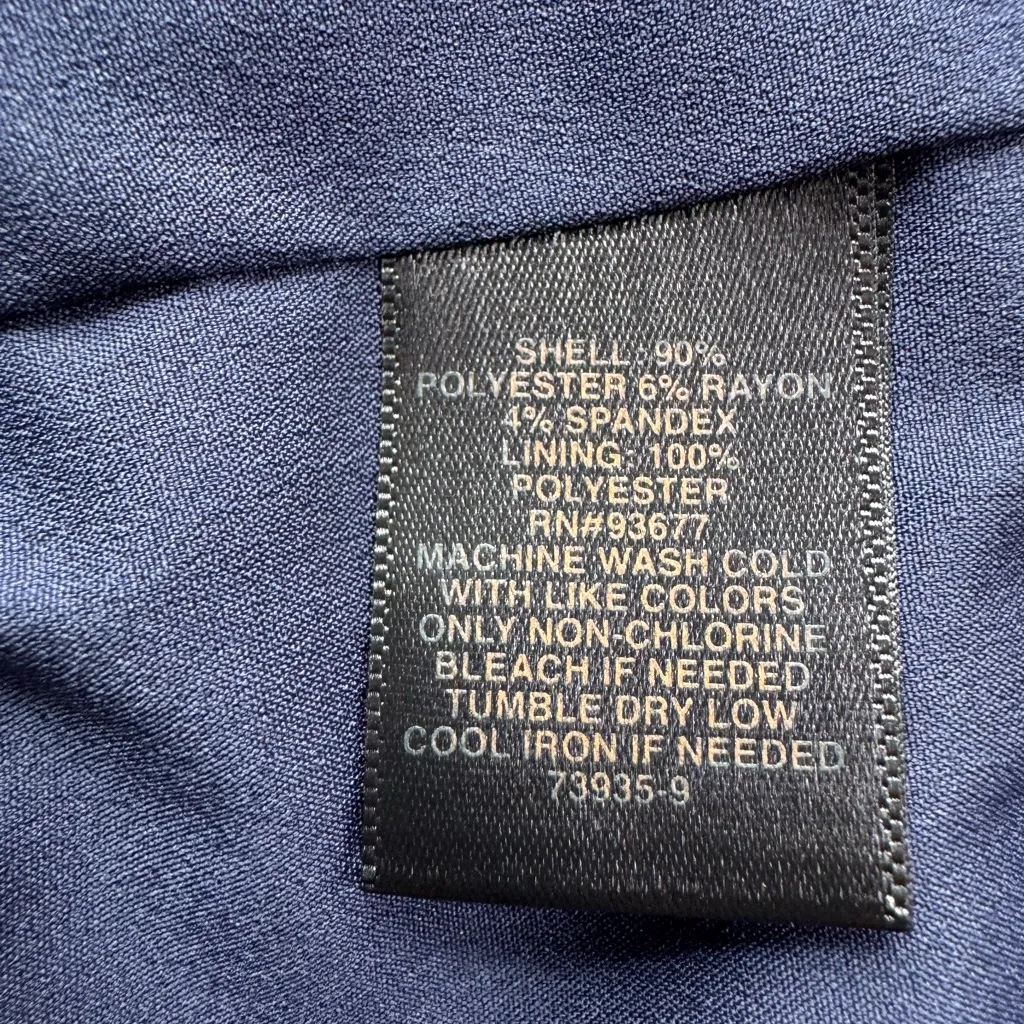 SHELL: 90%
POLYESTER 6% RAYON
4% SPANDEX
LINING: 100%
POLYESTER
RN#93677
MACHINE WASH COLD
WITH LIKE COLORS
ONLY NON-CHLORINE
BLEACH IF NEEDED
TUMBLE DRY LOW
COOL IRON IF NEEDED
73935-9